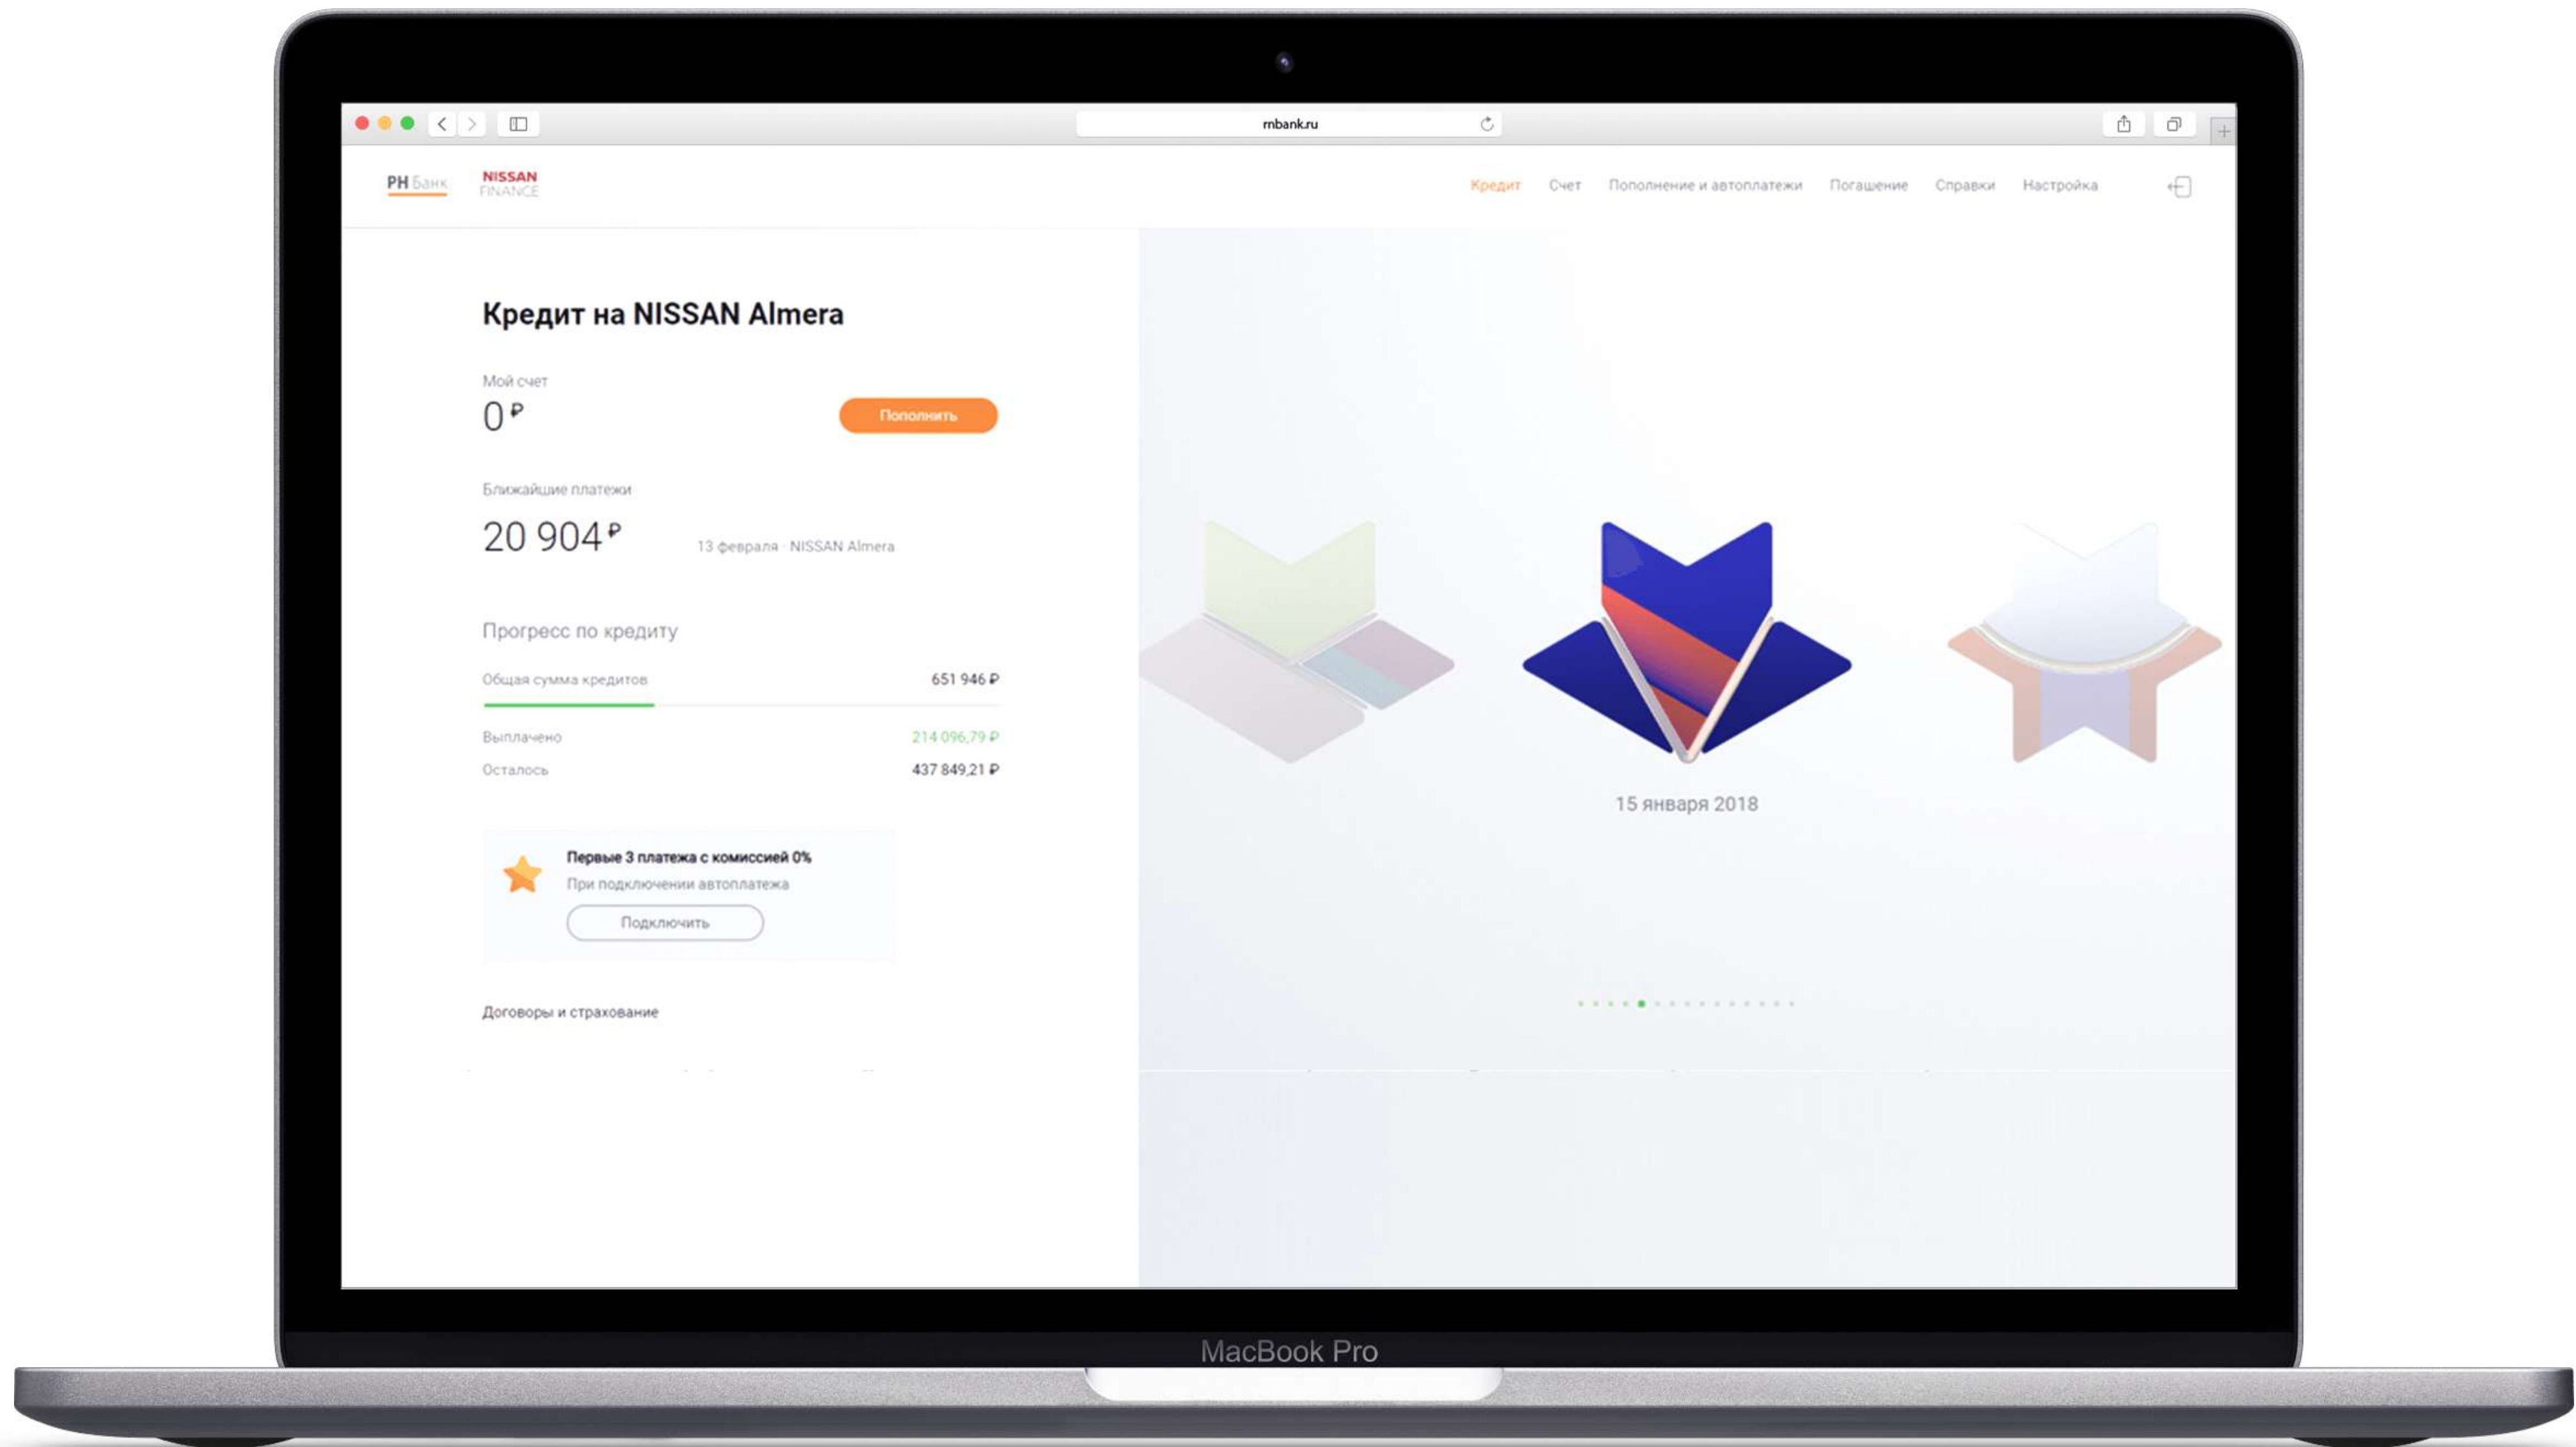 rnbank.ru
РН Банк
NISSAN
FINANCE
Кредит
Счет
Пополнение и автоплатежи
Погашение
Справки
Настройка
Кредит на NISSAN Almera
Мой счет
0 ₽
Пополнить
Ближайшие платежи
20 904 ₽
13 февраля · NISSAN Almera
Прогресс по кредиту
Общая сумма кредитов
651 946 ₽
Выплачено
214 096,79 ₽
Осталось
437 849,21 ₽
15 января 2018
Первые 3 платежа с комиссией 0%
При подключении автоплатежа
Подключить
Договоры и страхование
MacBook Pro